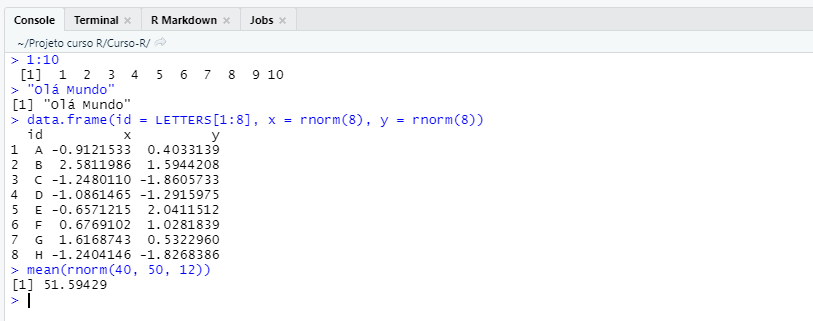 Console Terminal R Markdown Jobs
~/Projeto curso R/Curso-R/
> 1:10
[1] 1 2 3 4 5 6 7 8 9 10
> "Olá Mundo"
[1] "Olá Mundo"
> data.frame(id = LETTERS[1:8], x = rnorm(8), y = rnorm(8))
id x y
1 A -0.9121533 0.4033139
2 B 2.5811986 1.5944208
3 C -1.2480110 -1.8605733
4 D -1.0861465 -1.2915975
5 E -0.6571215 2.0411512
6 F 0.6769102 1.0281839
7 G 1.6168743 0.5322960
8 H -1.2404146 -1.8268386
> mean(rnorm(40, 50, 12))
[1] 51.59429
>